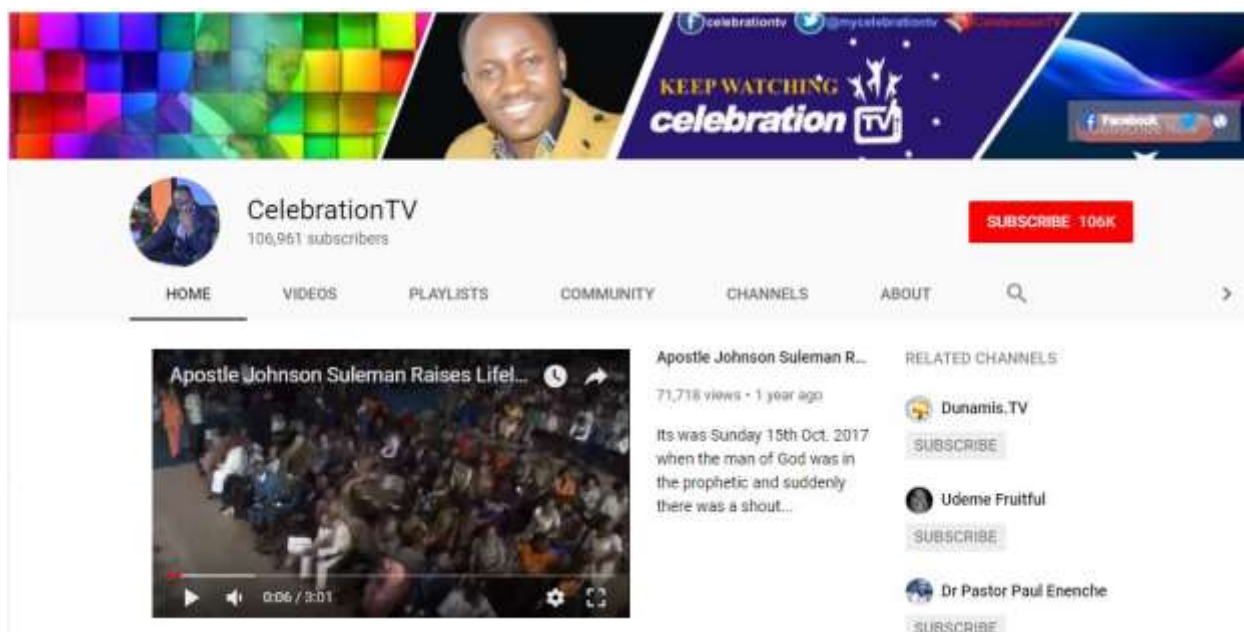 celebrationtv @mycelebrationtv CelebrationTV
KEEP WATCHING
celebration TV
Facebook
CelebrationTV
106,961 subscribers
SUBSCRIBE 106K
HOME VIDEOS PLAYLISTS COMMUNITY CHANNELS ABOUT
Apostle Johnson Suleman Raises Lifel...
0:06 / 3:01
Apostle Johnson Suleman R...
71,718 views • 1 year ago
Its was Sunday 15th Oct. 2017
when the man of God was in
the prophetic and suddenly
there was a shout...
RELATED CHANNELS
Dunamis.TV
SUBSCRIBE
Udeme Fruitful
SUBSCRIBE
Dr Pastor Paul Enenche
SUBSCRIBE